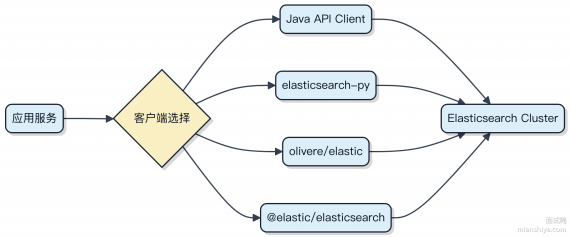 Java API Client
elasticsearch-py
应用服务
客户端选择
Elasticsearch Cluster
olivere/elastic
@elastic/elasticsearch
面试鸭
mianshiya.com